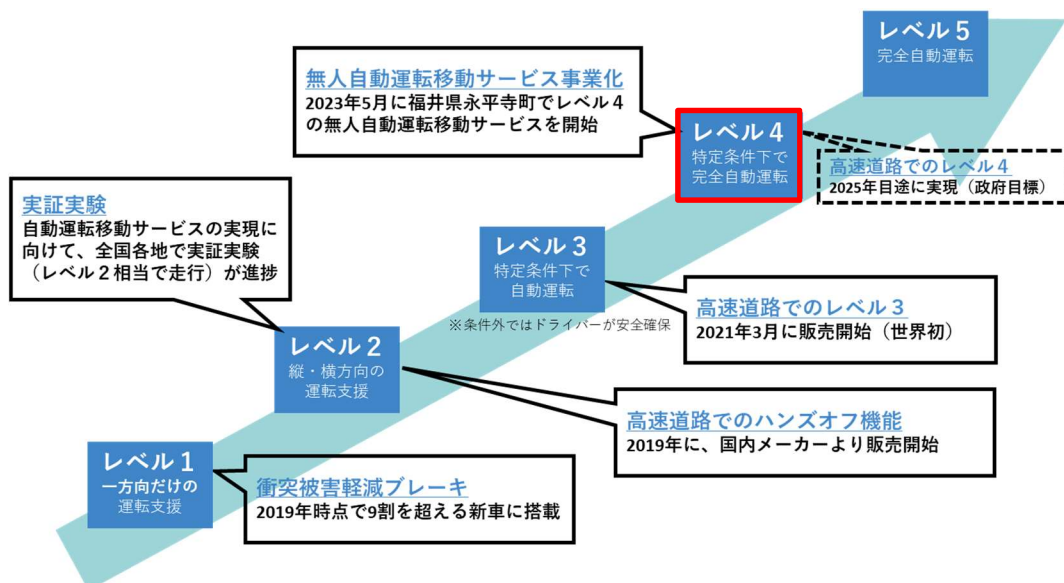 レベル５
完全自動運転
無人自動運転移動サービス事業化
2023年5月に福井県永平寺町でレベル４
の無人自動運転移動サービスを開始
レベル４
特定条件下で
完全自動運転
高速道路でのレベル４
2025年目途に実現（政府目標）
実証実験
自動運転移動サービスの実現に
向けて、全国各地で実証実験
（レベル２相当で走行）が進捗
レベル３
特定条件下で
自動運転
※条件外ではドライバーが安全確保
高速道路でのレベル３
2021年3月に販売開始（世界初）
レベル２
縦・横方向の
運転支援
高速道路でのハンズオフ機能
2019年に、国内メーカーより販売開始
レベル１
一方向だけの
運転支援
衝突被害軽減ブレーキ
2019年時点で9割を超える新車に搭載